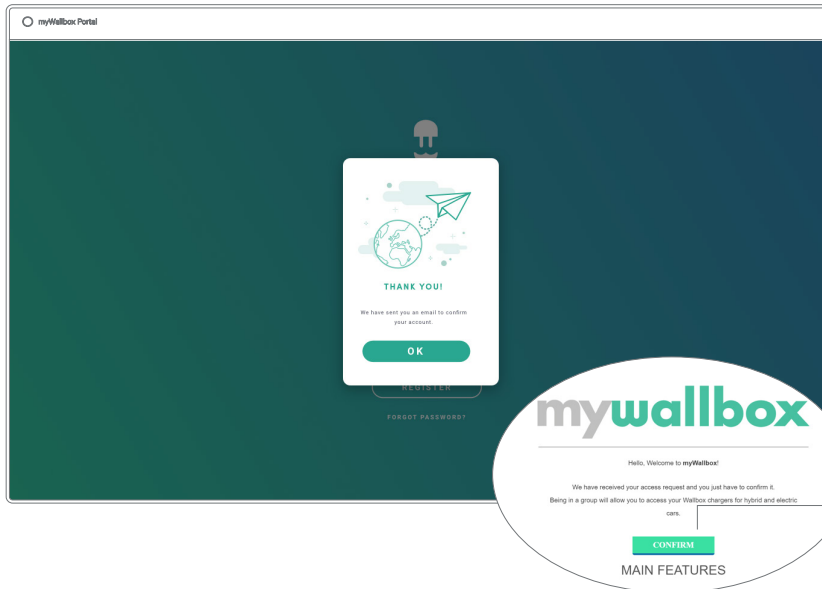 myWallbox Portal
THANK YOU!
We have sent you an email to confirm
your account.
OK
REGISTER
FORGOT PASSWORD?
mywallbox
Hello, Welcome to myWallbox!
We have received your access request and you just have to confirm it.
Being in a group will allow you to access your Wallbox chargers for hybrid and electric
cars.
CONFIRM
MAIN FEATURES